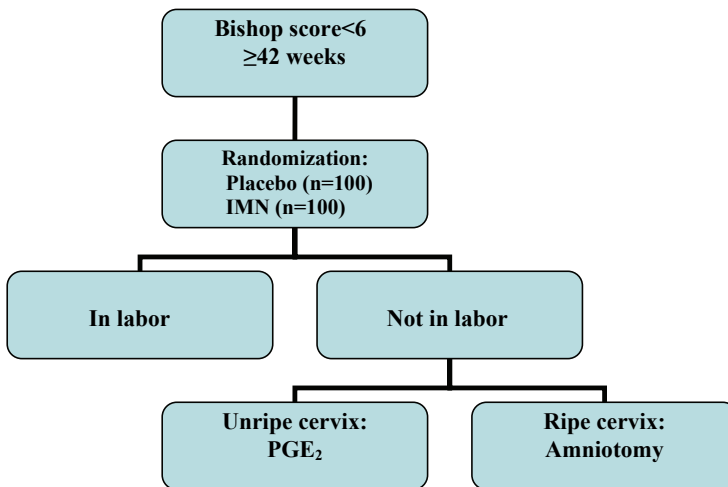 Bishop score<6
≥42 weeks
Randomization:
Placebo (n=100)
IMN (n=100)
In labor
Not in labor
Unripe cervix:
PGE₂
Ripe cervix:
Amniotomy